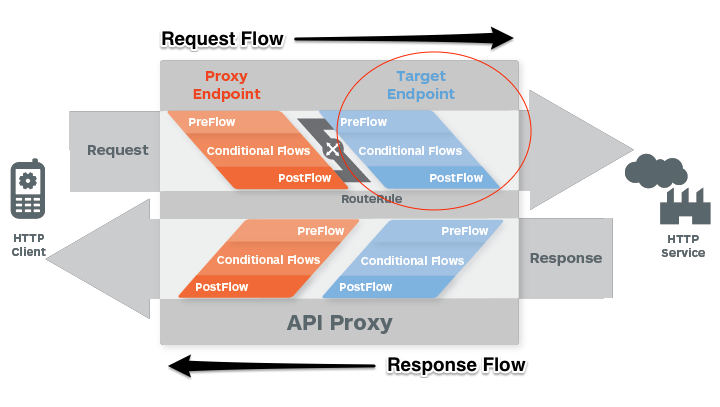 Request Flow
Proxy
Endpoint
Target
Endpoint
PreFlow
PreFlow
Request
Conditional Flows
Conditional Flows
PostFlow
PostFlow
RouteRule
HTTP
Client
HTTP
Service
PreFlow
PreFlow
Conditional Flows
Conditional Flows
Response
PostFlow
PostFlow
API Proxy
Response Flow